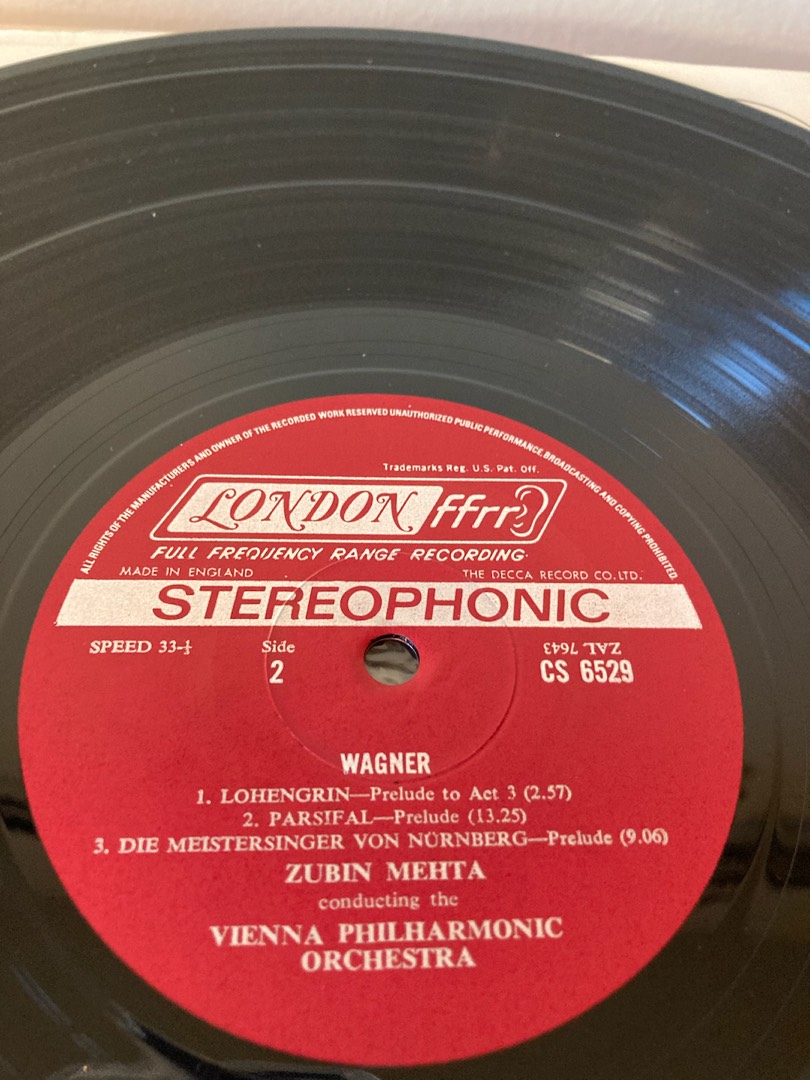 ALL RIGHTS OF THE MANUFACTURERS AND OWNER OF THE RECORDED WORK RESERVED UNAUTHORIZED PUBLIC PERFORMANCE, BROADCASTING AND COPYING PROHIBITED.
Trademarks Reg. U.S. Pat. Off.
LONDON ffrr
FULL FREQUENCY RANGE RECORDING
MADE IN ENGLAND THE DECCA RECORD CO. LTD.
STEREOPHONIC
SPEED 33-⅓ Side ZAL 7643
2 CS 6529
WAGNER
1. LOHENGRIN—Prelude to Act 3 (2.57)
2. PARSIFAL—Prelude (13.25)
3. DIE MEISTERSINGER VON NÜRNBERG—Prelude (9.06)
ZUBIN MEHTA
conducting the
VIENNA PHILHARMONIC
ORCHESTRA